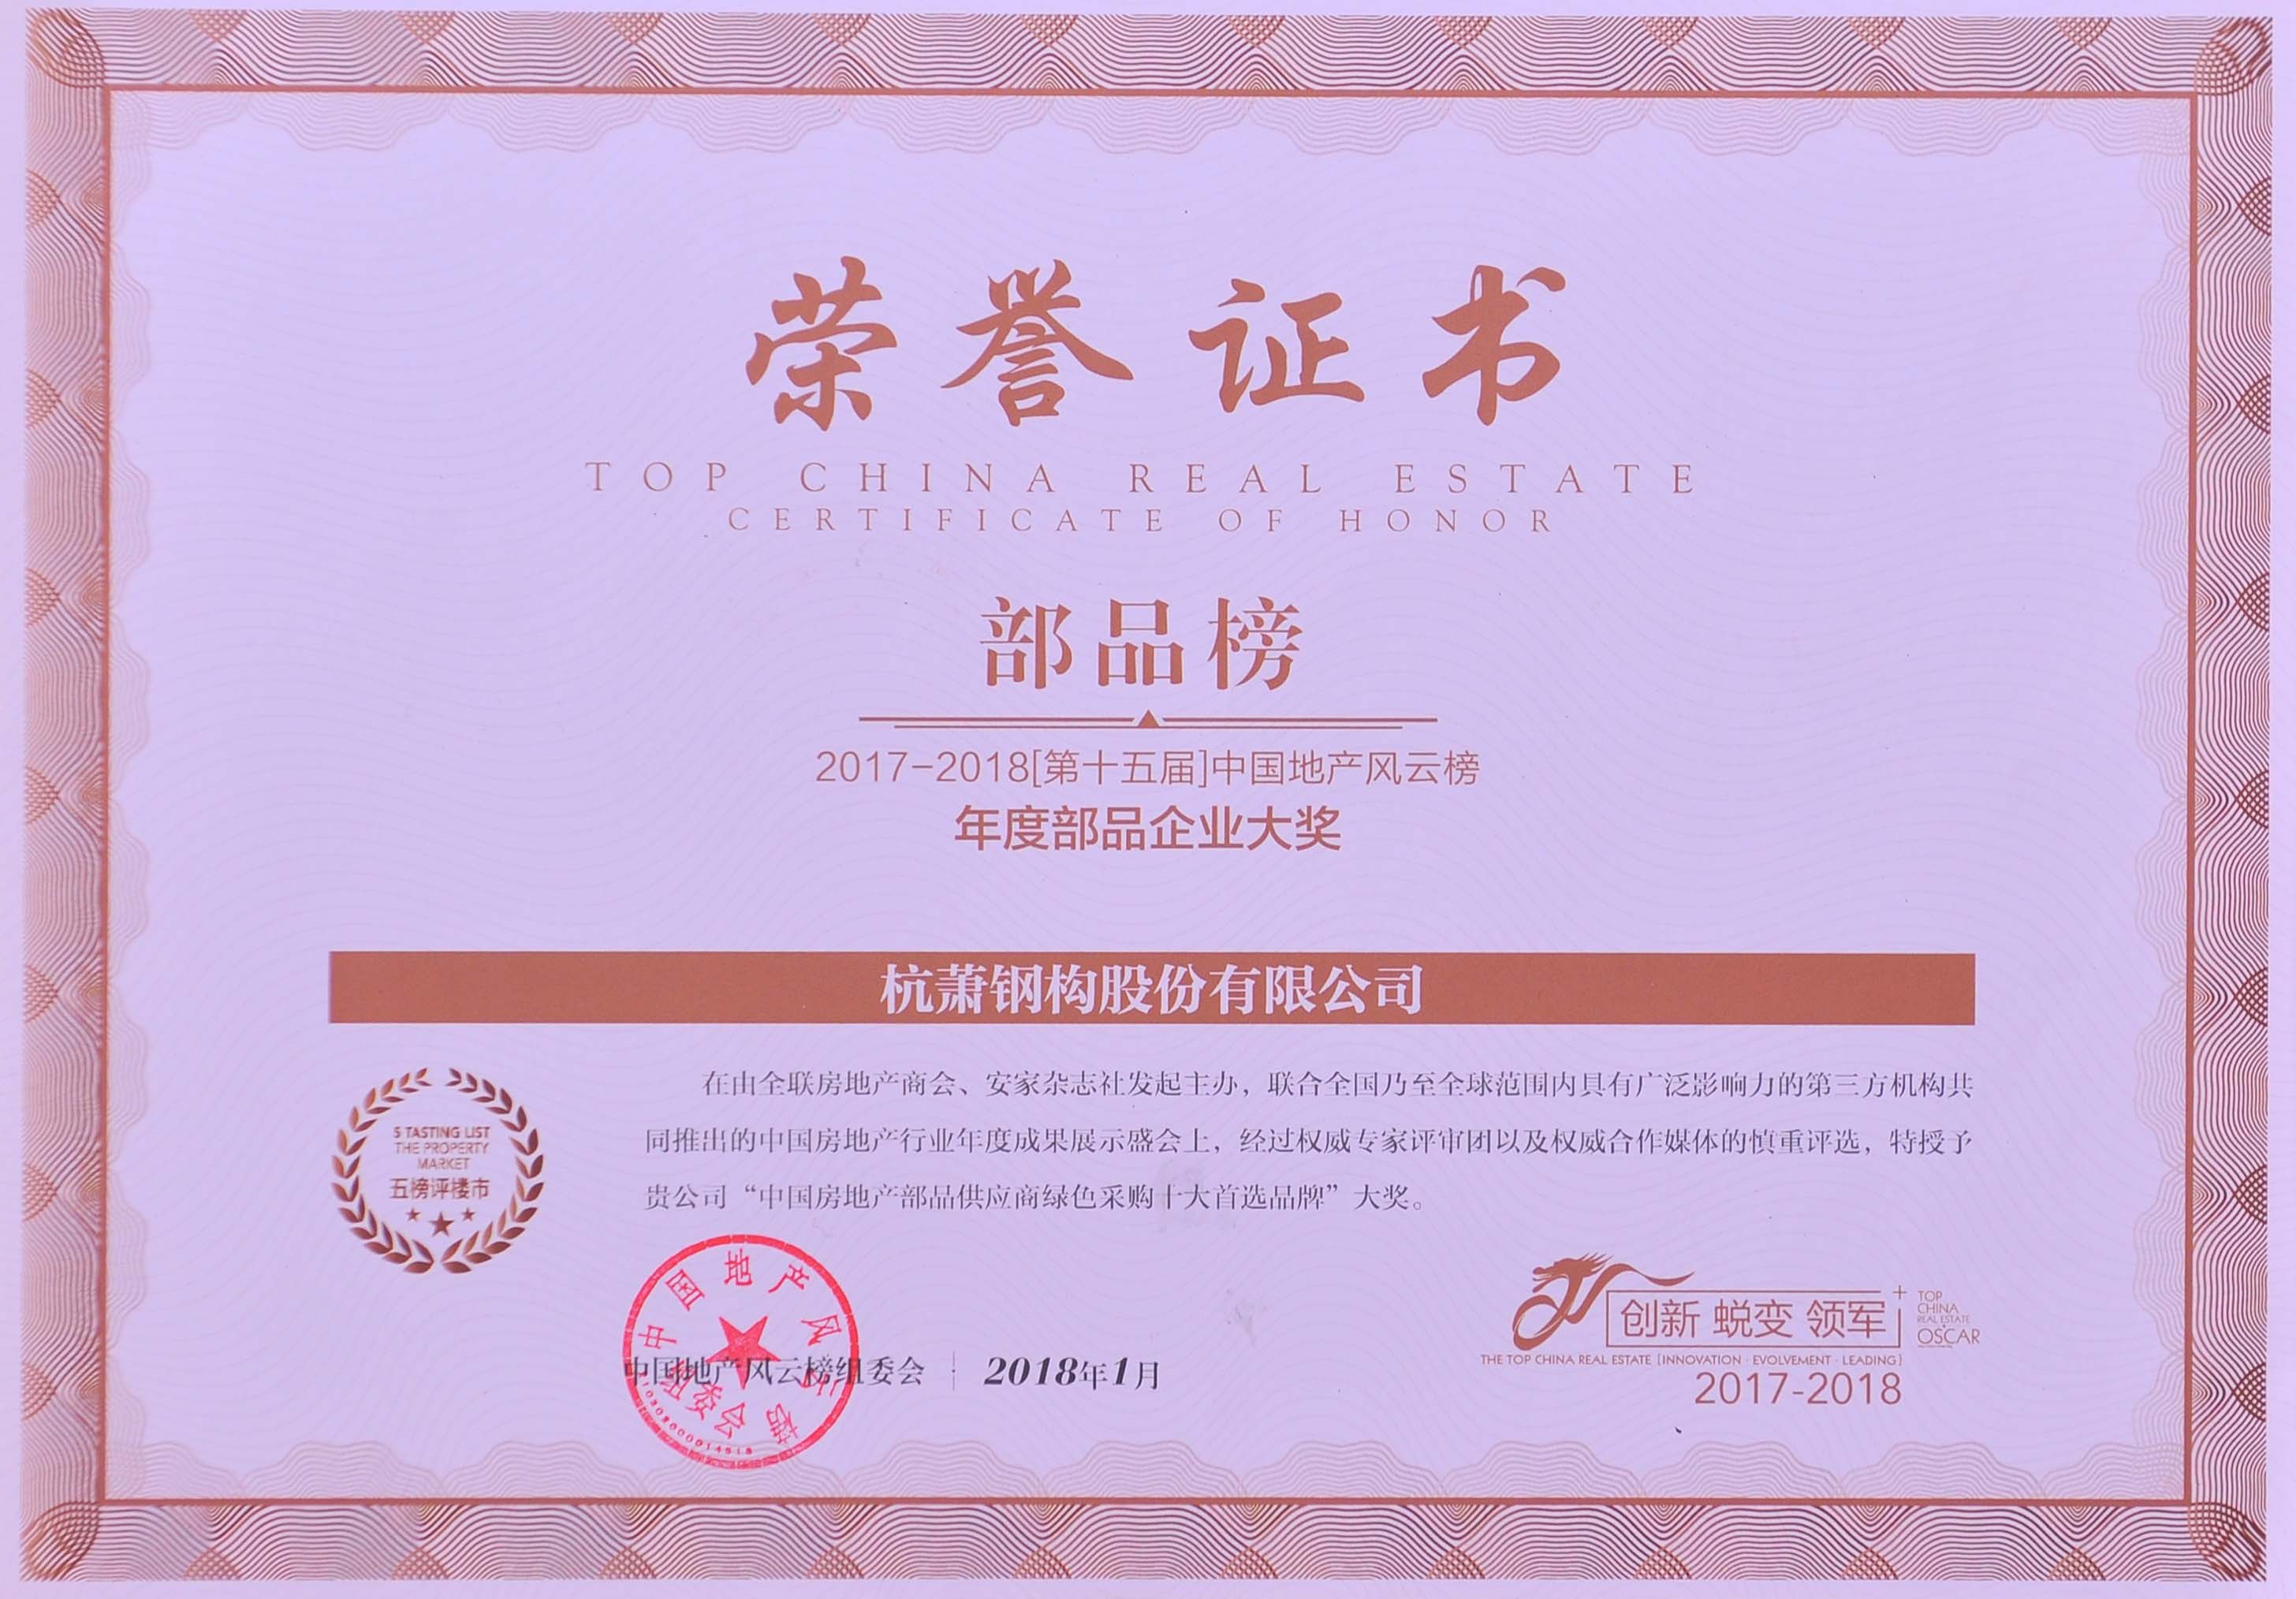 荣誉证书
TOP CHINA REAL ESTATE
CERTIFICATE OF HONOR
部品榜
2017-2018[第十五届]中国地产风云榜
年度部品企业大奖
杭萧钢构股份有限公司
在由全联房地产商会、安家杂志社发起主办，联合全国乃至全球范围内具有广泛影响力的第三方机构共
同推出的中国房地产行业年度成果展示盛会上，经过权威专家评审团以及权威合作媒体的慎重评选，特授予
贵公司“中国房地产部品供应商绿色采购十大首选品牌”大奖。
5 TASTING LIST
THE PROPERTY
MARKET
五榜评楼市
中国地产风云榜
组委会
中国地产风云榜组委会 2018年1月
创新 蜕变 领军
TOP
CHINA
REAL ESTATE
OSCAR
THE TOP CHINA REAL ESTATE [INNOVATION · EVOLVEMENT · LEADING]
2017-2018